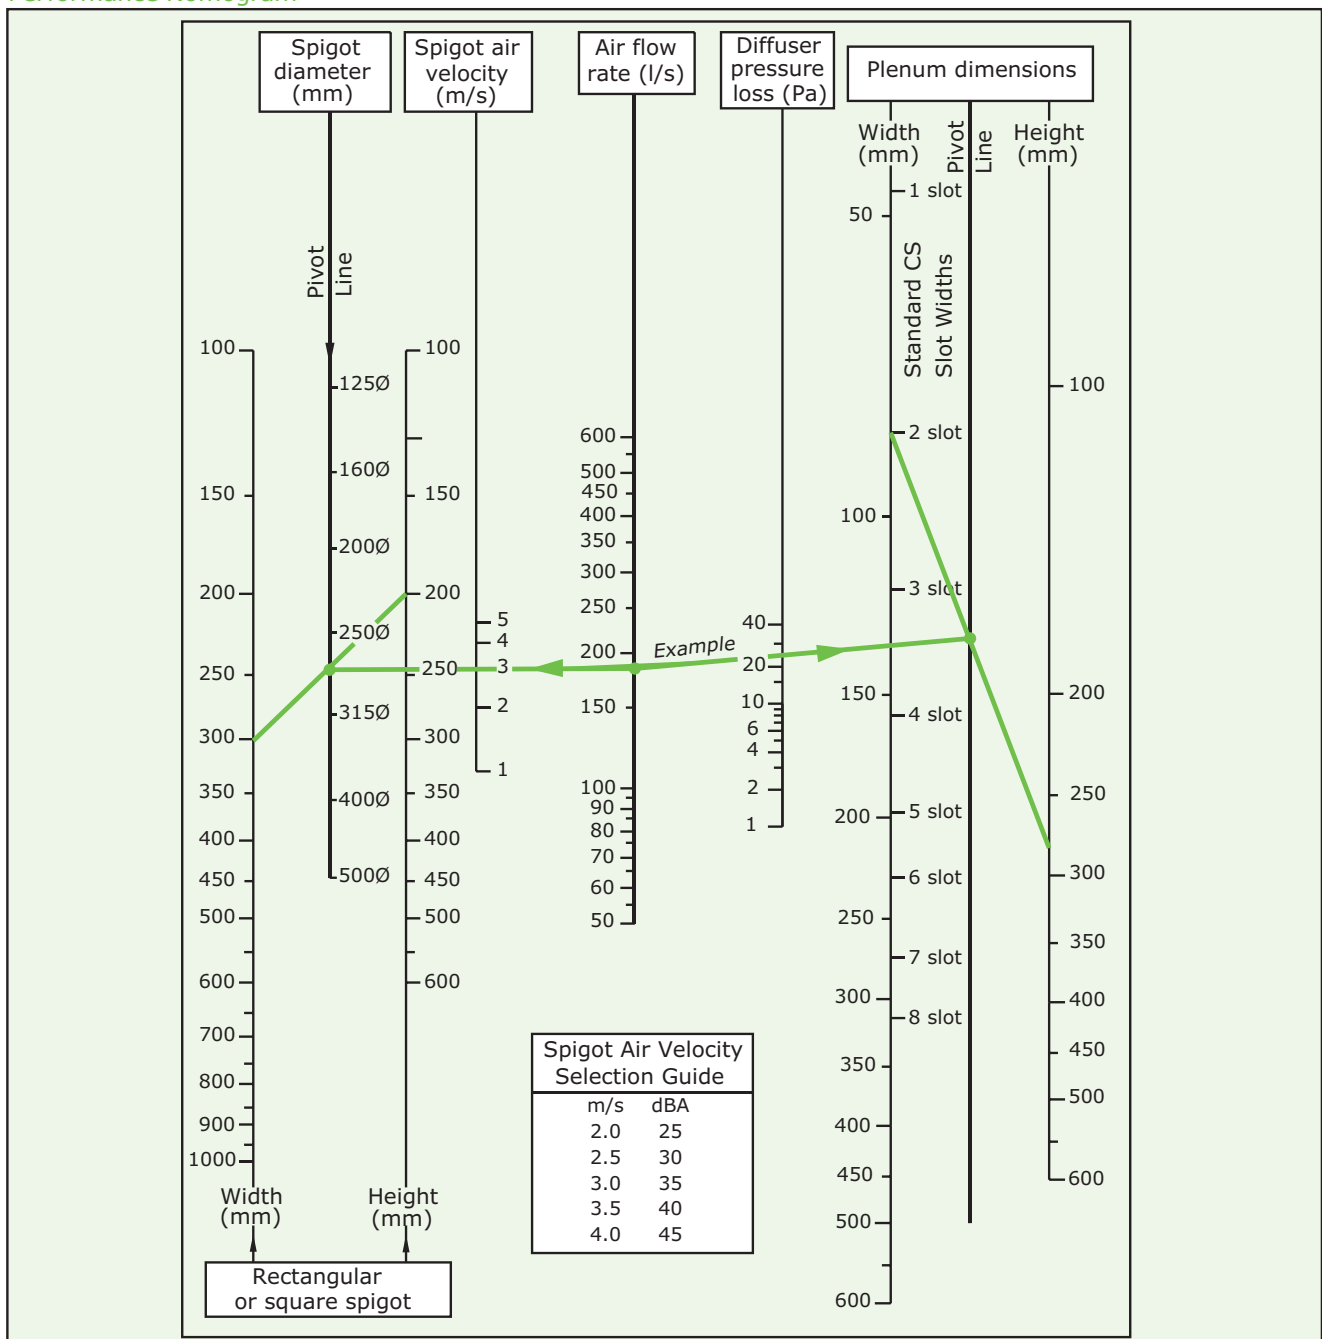 Spigot
diameter
(mm)
Spigot air
velocity
(m/s)
Air flow
rate (l/s)
Diffuser
pressure
loss (Pa)
Plenum dimensions
Width
(mm)
Pivot
Line
Height
(mm)
1 slot
50
Standard CS
Slot Widths
2 slot
100
3 slot
150
4 slot
200
5 slot
6 slot
250
7 slot
300
8 slot
350
400
450
500
600
100
200
250
300
350
400
450
500
600
Pivot
Line
125Ø
160Ø
200Ø
250Ø
315Ø
400Ø
500Ø
100
150
200
250
300
350
400
450
500
600
700
800
900
1000
Width
(mm)
100
150
200
250
300
350
400
450
500
600
Height
(mm)
Rectangular
or square spigot
5
4
3
2
1
600
500
450
400
350
300
250
200
150
100
90
80
70
60
50
Example
40
20
10
6
4
2
1
Spigot Air Velocity
Selection Guide
m/s dBA
2.0 25
2.5 30
3.0 35
3.5 40
4.0 45